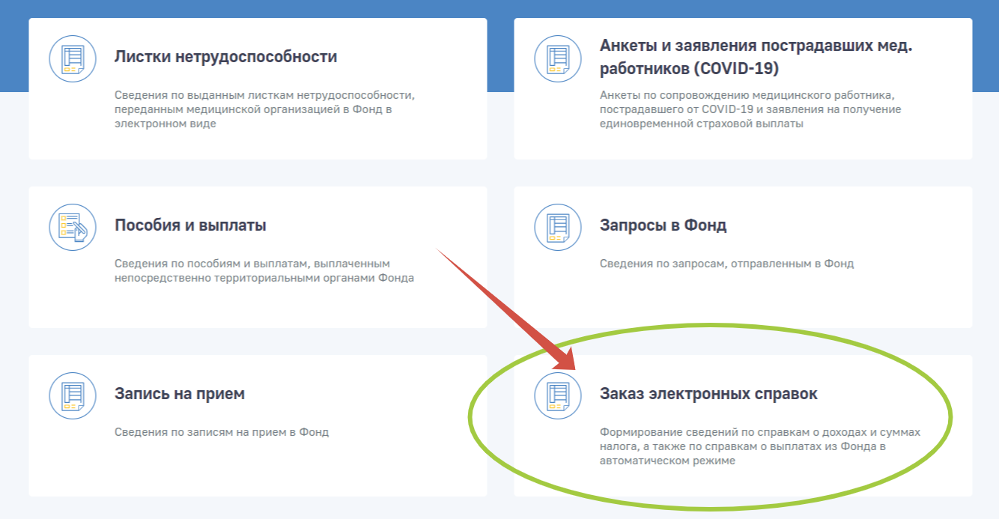 Листки нетрудоспособности
Сведения по выданным листкам нетрудоспособности,
переданным медицинской организацией в Фонд в
электронном виде
Анкеты и заявления пострадавших мед.
работников (COVID-19)
Анкеты по сопровождению медицинского работника,
пострадавшего от COVID-19 и заявления на получение
единовременной страховой выплаты
Пособия и выплаты
Сведения по пособиям и выплатам, выплаченным
непосредственно территориальными органами Фонда
Запросы в Фонд
Сведения по запросам, отправленным в Фонд
Запись на прием
Сведения по записям на прием в Фонд
Заказ электронных справок
Формирование сведений по справкам о доходах и суммах
налога, а также по справкам о выплатах из Фонда в
автоматическом режиме